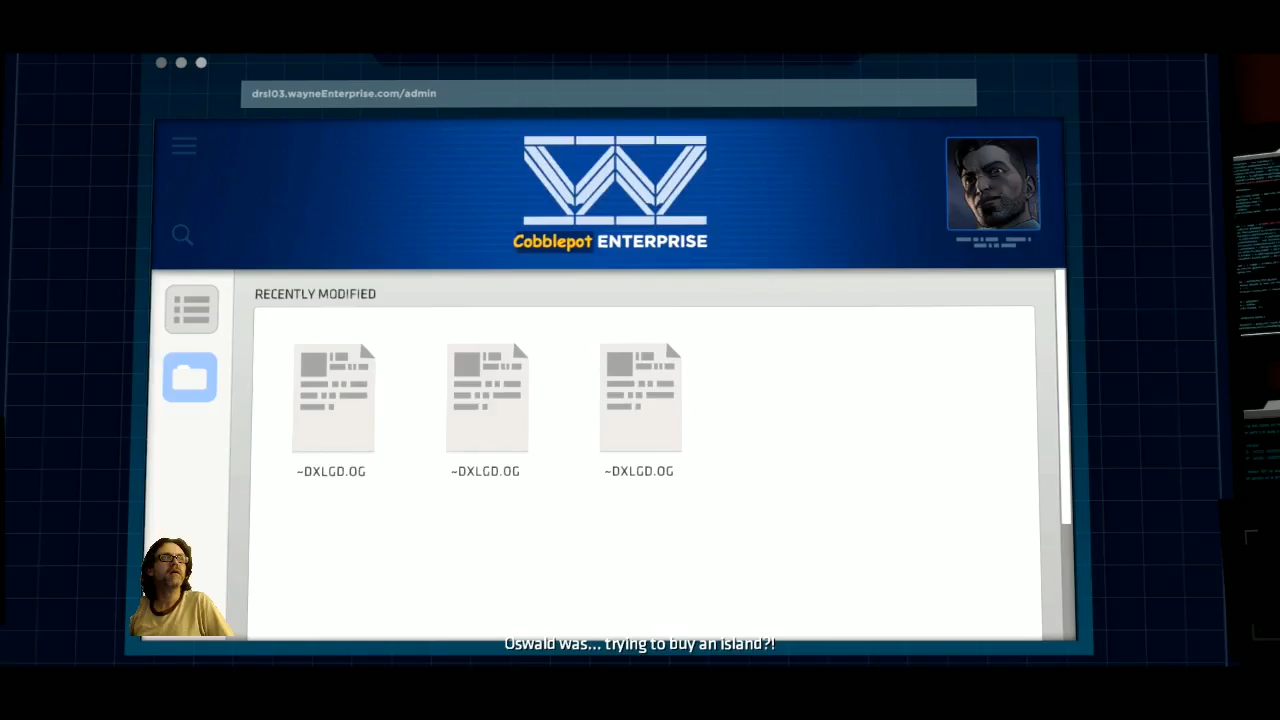 drsl03.wayneEnterprise.com/admin
Cobblepot ENTERPRISE
RECENTLY MODIFIED
~DXLGD.OG ~DXLGD.OG ~DXLGD.OG
Oswald was... trying to buy an island?!